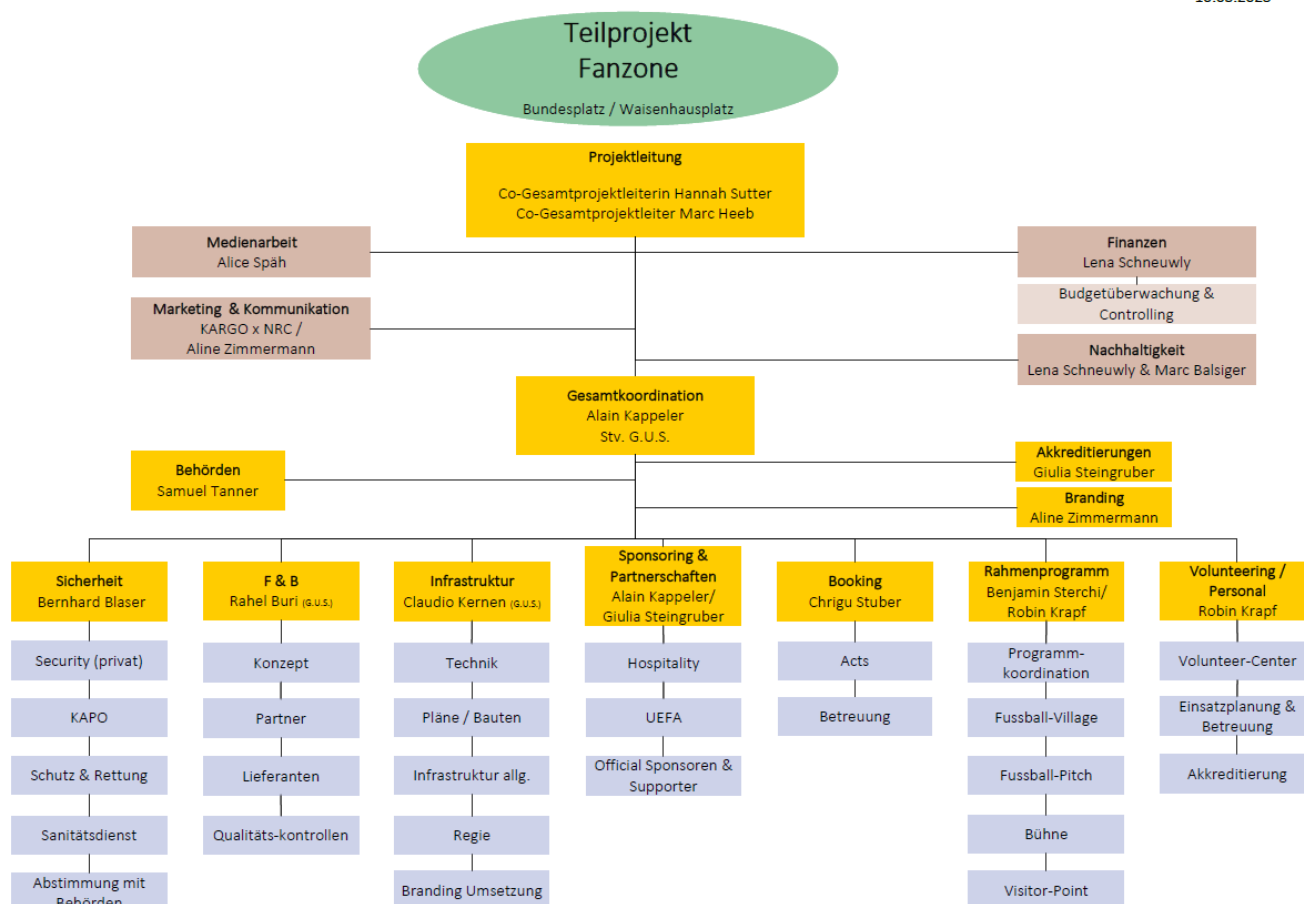 Teilprojekt
Fanzone
Bundesplatz / Waisenhausplatz
Projektleitung
Co-Gesamtprojektleiterin Hannah Sutter
Co-Gesamtprojektleiter Marc Heeb
Medienarbeit
Alice Späh
Finanzen
Lena Schneuwly
Budgetüberwachung &
Controlling
Marketing & Kommunikation
KARGO x NRC /
Aline Zimmermann
Nachhaltigkeit
Lena Schneuwly & Marc Balsiger
Gesamtkoordination
Alain Kappeler
Stv. G.U.S.
Behörden
Samuel Tanner
Akkreditierungen
Giulia Steingruber
Branding
Aline Zimmermann
Sicherheit
Bernhard Blaser
Security (privat)
KAPO
Schutz & Rettung
Sanitätsdienst
Abstimmung mit
Behörden
F & B
Rahel Buri (G.U.S.)
Konzept
Partner
Lieferanten
Qualitäts-kontrollen
Infrastruktur
Claudio Kernen (G.U.S.)
Technik
Pläne / Bauten
Infrastruktur allg.
Regie
Branding Umsetzung
Sponsoring &
Partnerschaften
Alain Kappeler/
Giulia Steingruber
Hospitality
UEFA
Official Sponsoren &
Supporter
Booking
Chrigu Stuber
Acts
Betreuung
Rahmenprogramm
Benjamin Sterchi/
Robin Krapf
Programm-
koordination
Fussball-Village
Fussball-Pitch
Bühne
Visitor-Point
Volunteering /
Personal
Robin Krapf
Volunteer-Center
Einsatzplanung &
Betreuung
Akkreditierung